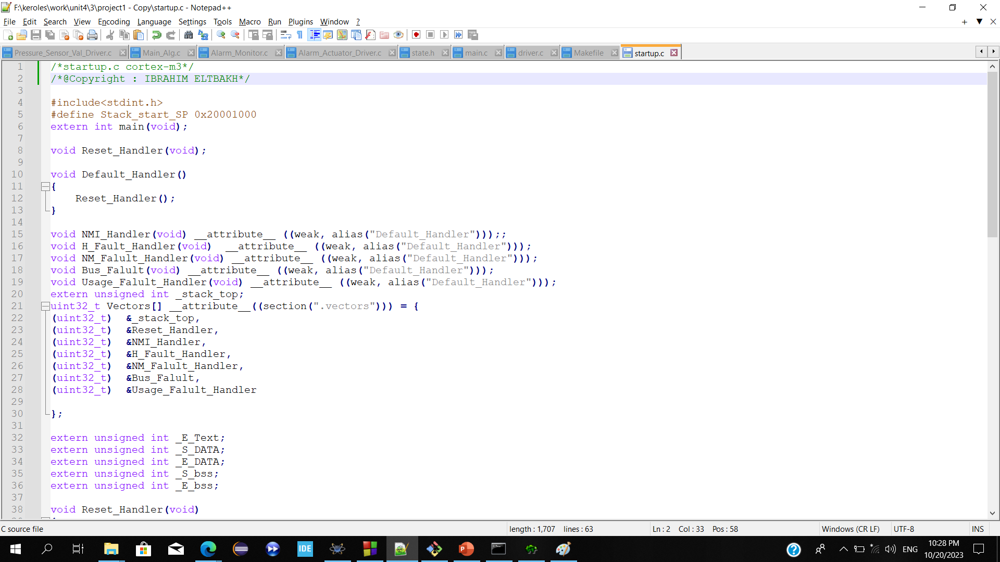 F:\keroles\work\unit4\3\project1 - Copy\startup.c - Notepad++
File Edit Search View Encoding Language Settings Tools Macro Run Plugins Window ?
Pressure_Sensor_Val_Driver.c Main_Alg.c Alarm_Monitor.c Alarm_Actuator_Driver.c state.h main.c driver.c Makefile startup.c
1 /*startup.c cortex-m3*/
2 /*@Copyright : IBRAHIM ELTBAKH*/
3
4 #include<stdint.h>
5 #define Stack_start_SP 0x20001000
6 extern int main(void);
7
8 void Reset_Handler(void);
9
10 void Default_Handler()
11 {
12 Reset_Handler();
13 }
14
15 void NMI_Handler(void) __attribute__ ((weak, alias("Default_Handler")));;
16 void H_Fault_Handler(void) __attribute__ ((weak, alias("Default_Handler")));
17 void NM_Falult_Handler(void) __attribute__ ((weak, alias("Default_Handler")));
18 void Bus_Falult(void) __attribute__ ((weak, alias("Default_Handler")));
19 void Usage_Falult_Handler(void) __attribute__ ((weak, alias("Default_Handler")));
20 extern unsigned int _stack_top;
21 uint32_t Vectors[] __attribute__((section(".vectors"))) = {
22 (uint32_t) &_stack_top,
23 (uint32_t) &Reset_Handler,
24 (uint32_t) &NMI_Handler,
25 (uint32_t) &H_Fault_Handler,
26 (uint32_t) &NM_Falult_Handler,
27 (uint32_t) &Bus_Falult,
28 (uint32_t) &Usage_Falult_Handler
29
30 };
31
32 extern unsigned int _E_Text;
33 extern unsigned int _S_DATA;
34 extern unsigned int _E_DATA;
35 extern unsigned int _S_bss;
36 extern unsigned int _E_bss;
37
38 void Reset_Handler(void)
C source file length : 1,707 lines : 63 Ln : 2 Col : 33 Pos : 58 Windows (CR LF) UTF-8 INS
IDE
P
ENG
10:28 PM
10/20/2023